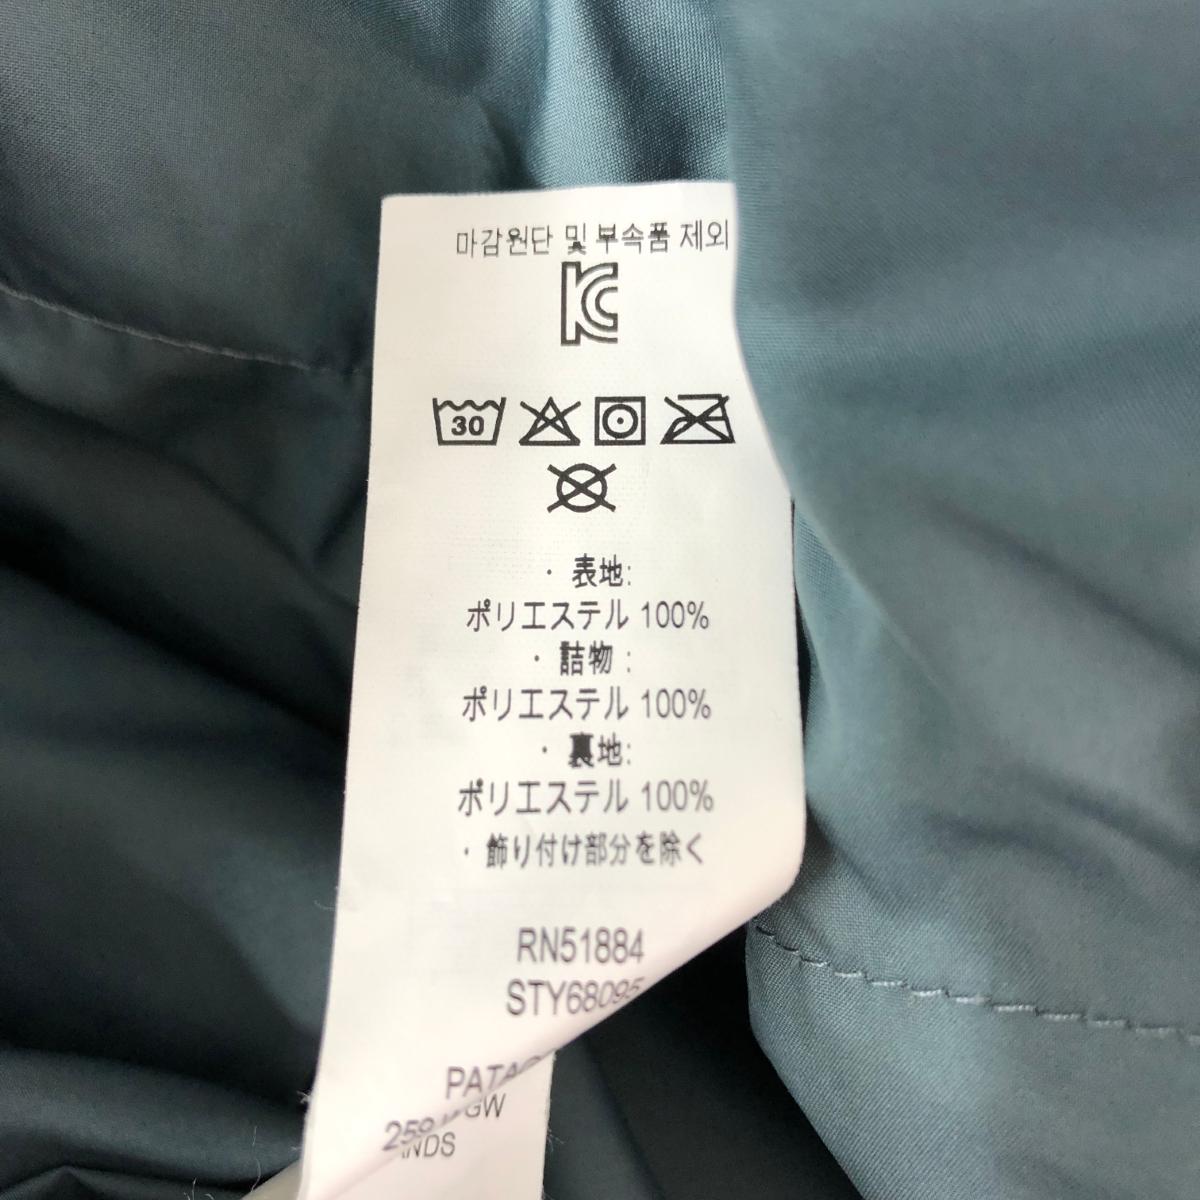 마감원단 및 부속품 제외
KC
30
· 表地:
ポリエステル 100%
· 詰物 :
ポリエステル 100%
· 裏地:
ポリエステル 100%
· 飾り付け部分を除く
RN51884
STY68095